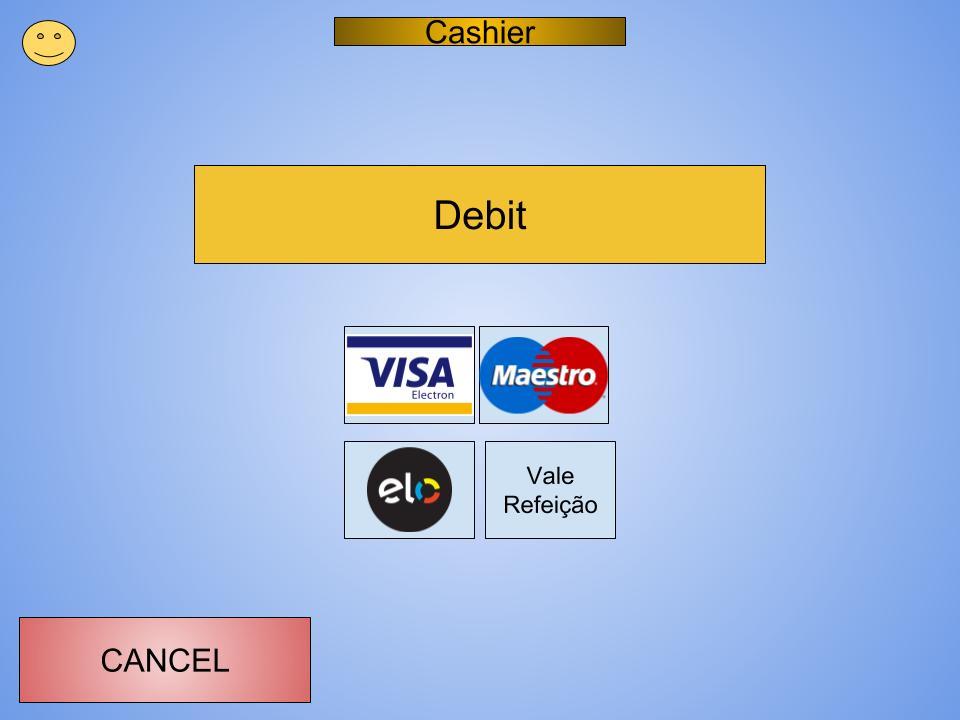 Cashier
Debit
VISA
Electron
Maestro
elo
Vale
Refeição
CANCEL